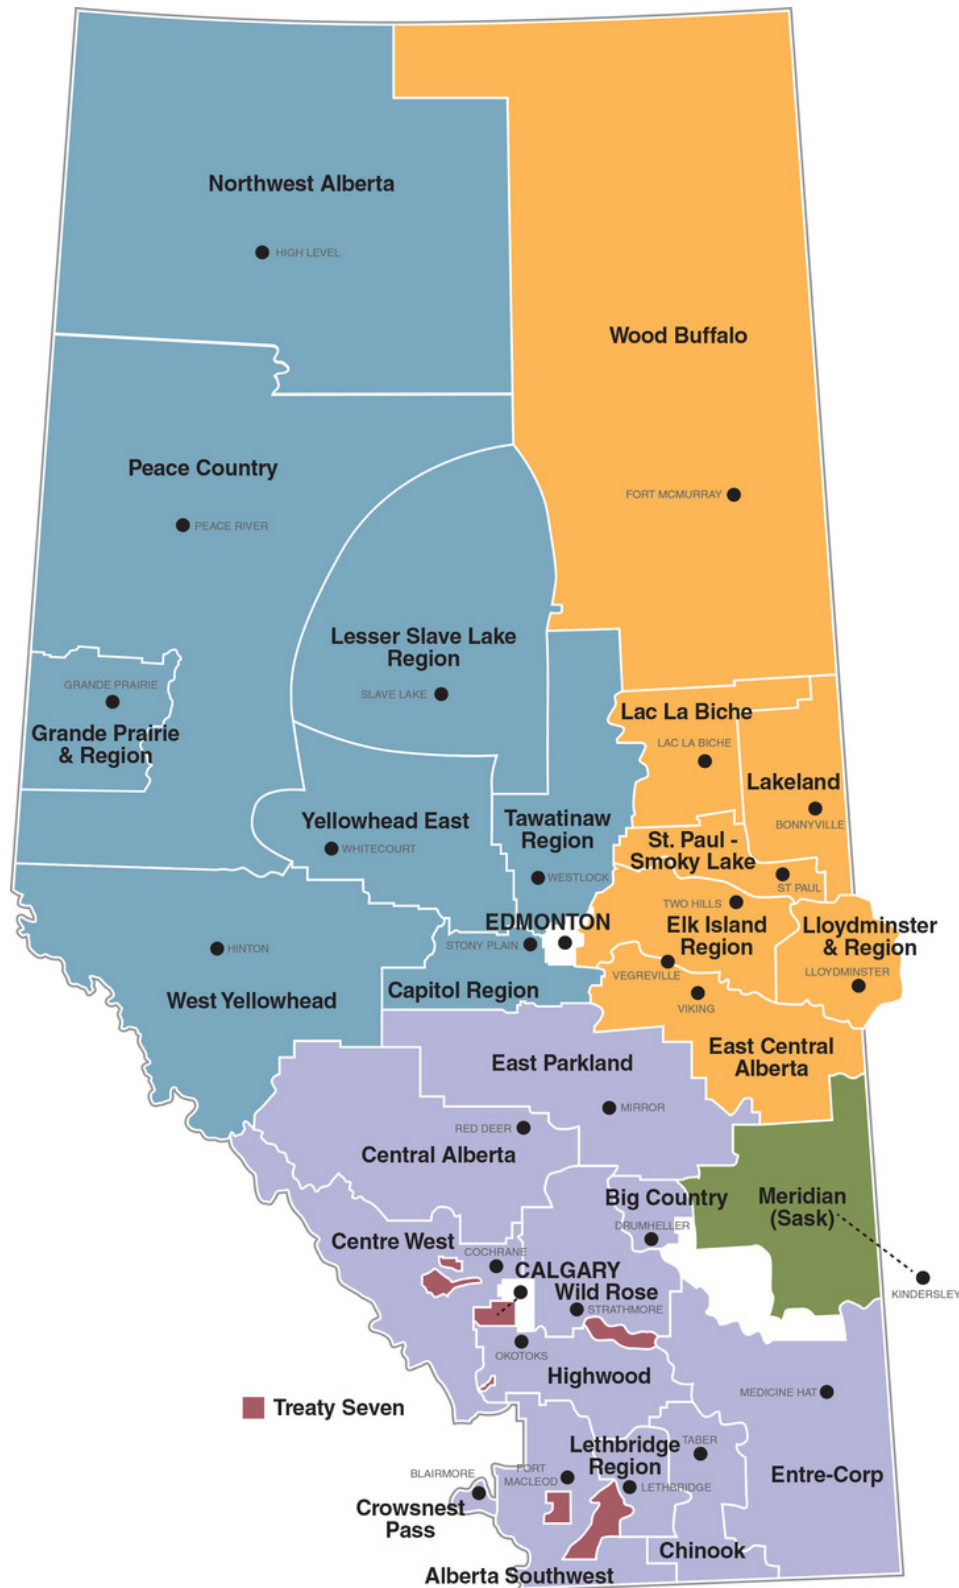 Northwest Alberta
HIGH LEVEL
Wood Buffalo
Peace Country
FORT MCMURRAY
PEACE RIVER
Lesser Slave Lake
Region
SLAVE LAKE
GRANDE PRAIRIE
Grande Prairie
& Region
Lac La Biche
LAC LA BICHE
Lakeland
BONNYVILLE
Yellowhead East
WHITECOURT
Tawatinaw
Region
WESTLOCK
St. Paul -
Smoky Lake
ST PAUL
TWO HILLS
EDMONTON
STONY PLAIN
Elk Island
Region
VEGREVILLE
Lloydminster
& Region
LLOYDMINSTER
HINTON
West Yellowhead
Capitol Region
VIKING
East Central
Alberta
East Parkland
MIRROR
RED DEER
Central Alberta
Big Country
DRUMHELLER
Meridian
(Sask)
KINDERSLEY
Centre West
COCHRANE
CALGARY
Wild Rose
STRATHMORE
OKOTOKS
Highwood
MEDICINE HAT
Treaty Seven
Lethbridge
Region
LETHBRIDGE
TABER
Entre-Corp
FORT
MACLEOD
BLAIRMORE
Crowsnest
Pass
Chinook
Alberta Southwest